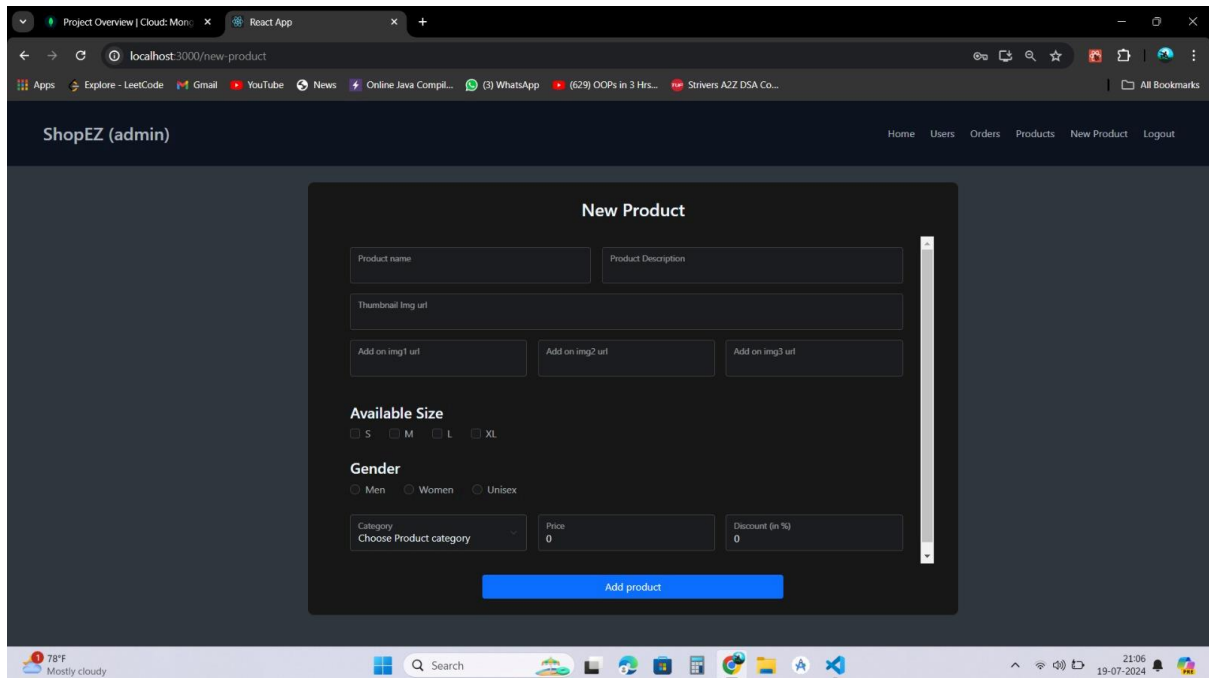 Project Overview | Cloud: Mong
React App
localhost:3000/new-product
Apps Explore - LeetCode Gmail YouTube News Online Java Compil... (3) WhatsApp (629) OOPs in 3 Hrs... Strivers A2Z DSA Co... All Bookmarks
ShopEZ (admin) Home Users Orders Products New Product Logout
New Product
Product name Product Description
Thumbnail Img url
Add on img1 url Add on img2 url Add on img3 url
Available Size
S M L XL
Gender
Men Women Unisex
Category Price Discount (in %)
Choose Product category 0 0
Add product
1 78°F
Mostly cloudy
Search
21:06
19-07-2024
PRE